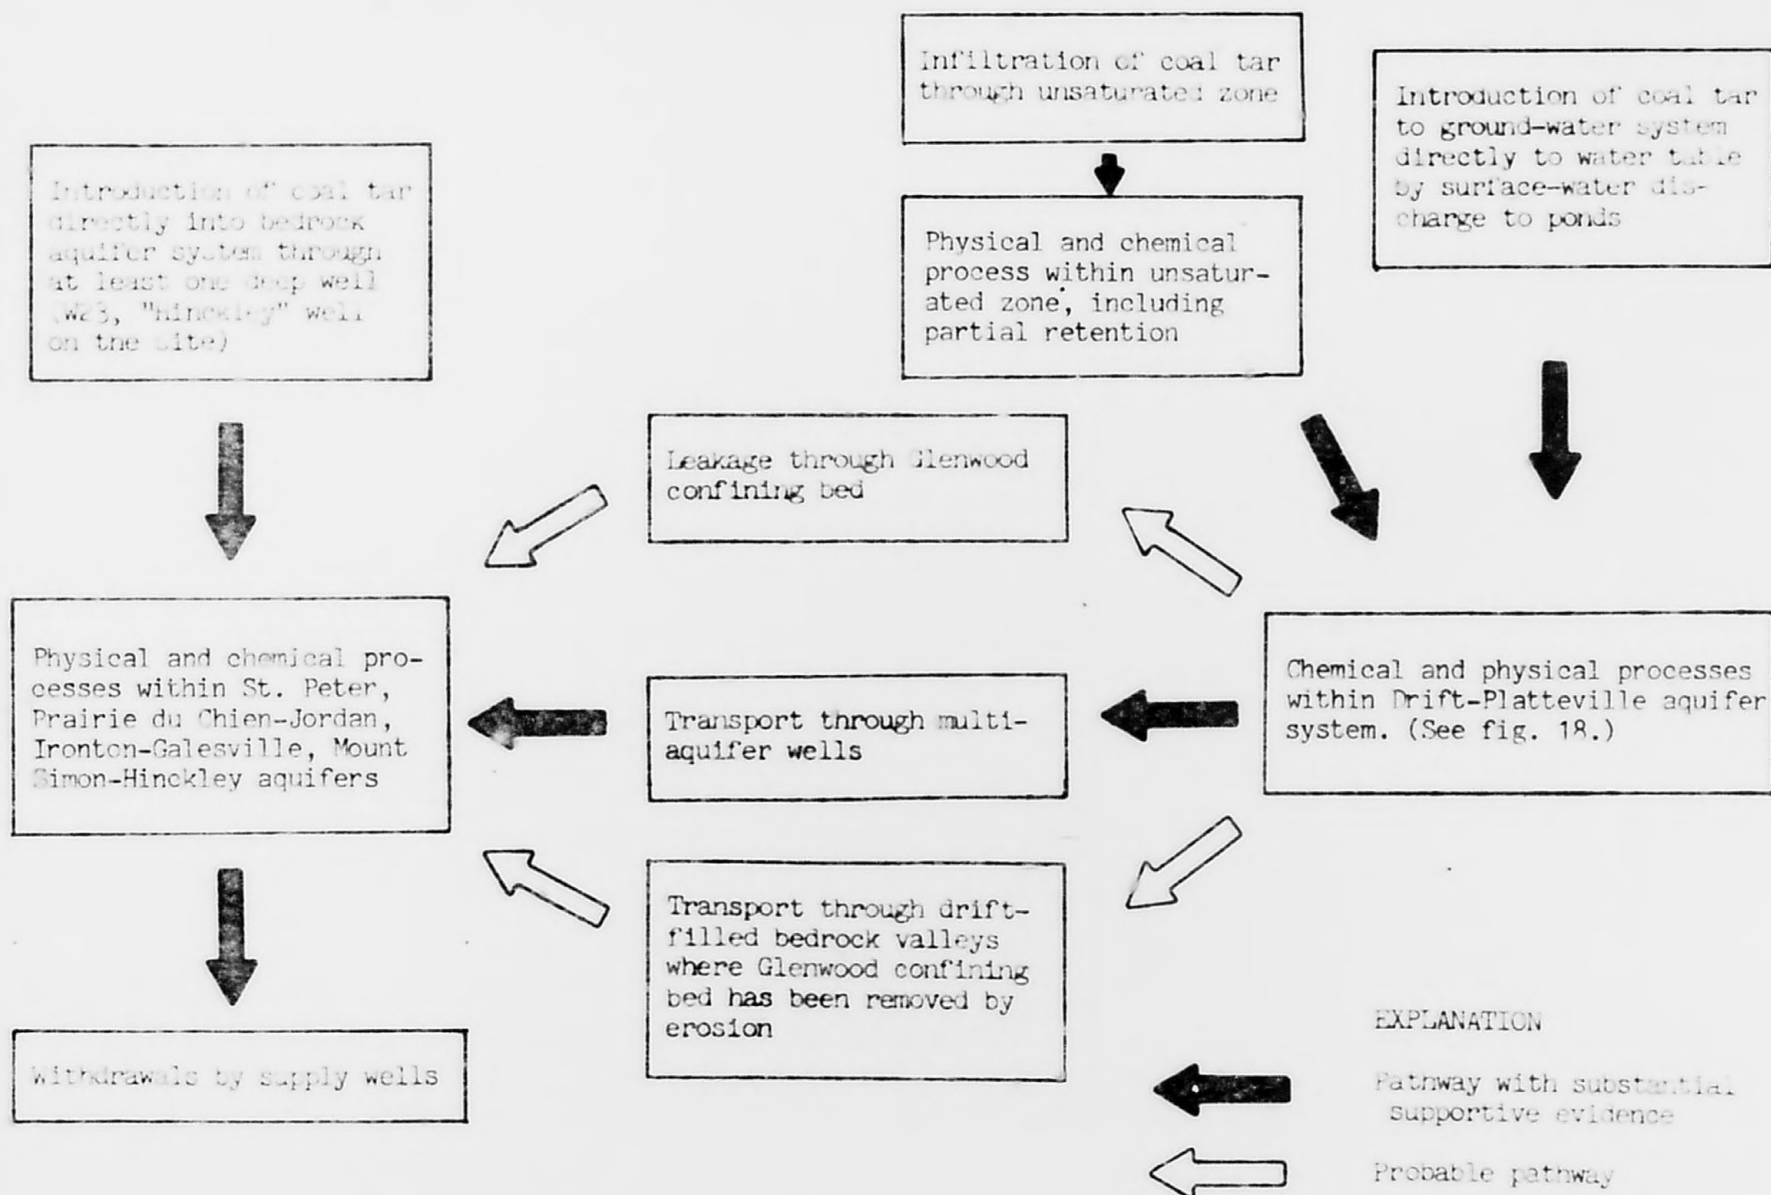 Infiltration of coal tar
through unsaturated zone
Introduction of coal tar
to ground-water system
directly to water table
by surface-water dis-
charge to ponds
Introduction of coal tar
directly into bedrock
aquifer system through
at least one deep well
(W23, "Hinckley" well
on the site)
Physical and chemical
process within unsatur-
ated zone, including
partial retention
Leakage through Glenwood
confining bed
Physical and chemical pro-
cesses within St. Peter,
Prairie du Chien-Jordan,
Ironton-Galesville, Mount
Simon-Hinckley aquifers
Transport through multi-
aquifer wells
Chemical and physical processes
within Drift-Platteville aquifer
system. (See fig. 18.)
Transport through drift-
filled bedrock valleys
where Glenwood confining
bed has been removed by
erosion
Withdrawals by supply wells
EXPLANATION
Pathway with substantial
supportive evidence
Probable pathway